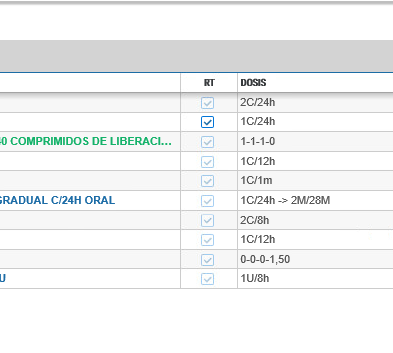 RT DOSIS
2C/24h
1C/24h
40 COMPRIMIDOS DE LIBERACI... 1-1-1-0
1C/12h
1C/1m
GRADUAL C/24H ORAL 1C/24h -> 2M/28M
2C/8h
1C/12h
0-0-0-1,50
U 1U/8h